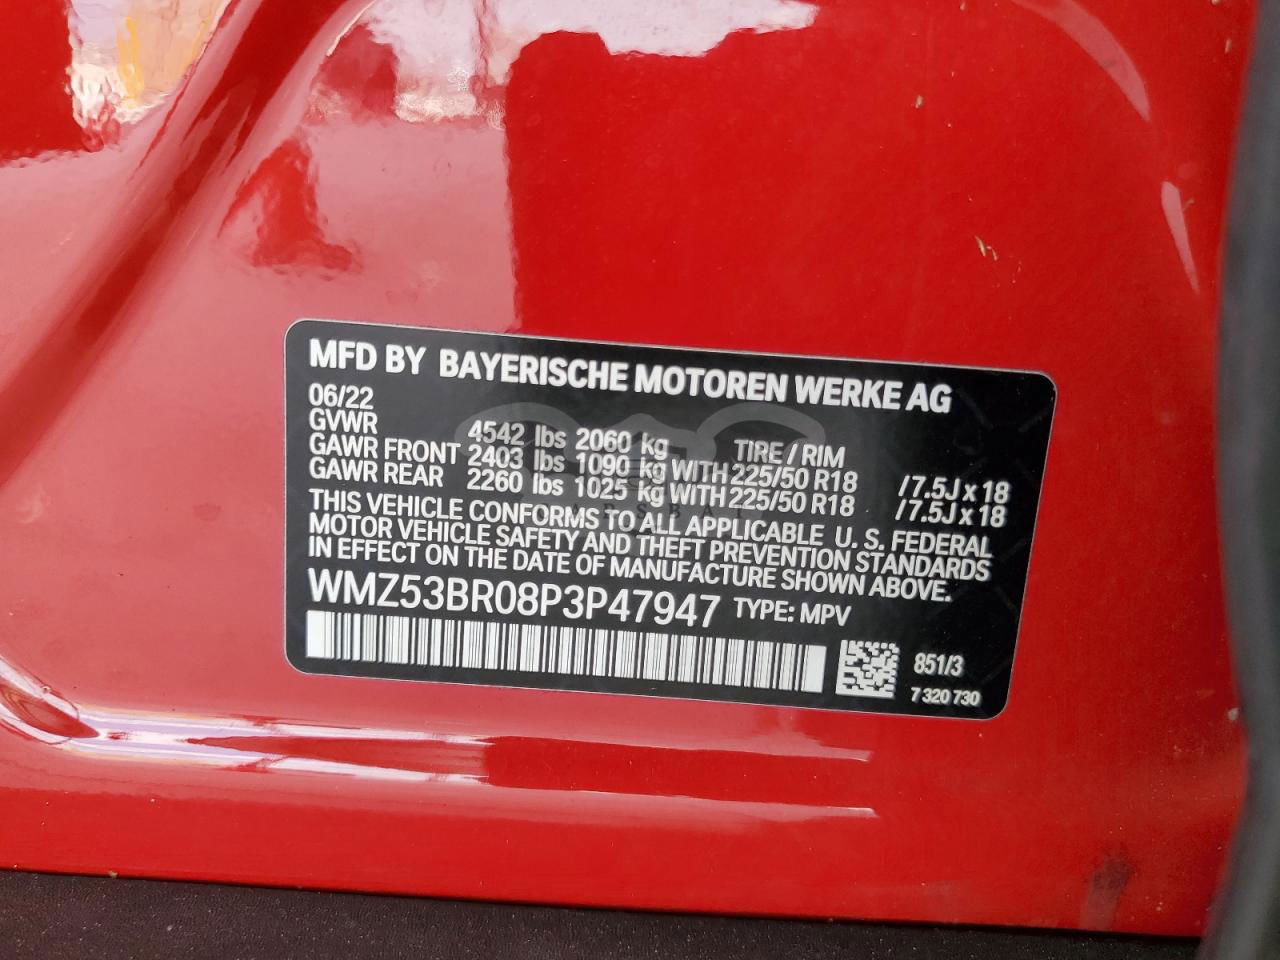 MFD BY BAYERISCHE MOTOREN WERKE AG
06/22
GVWR 4542 lbs 2060 kg TIRE / RIM
GAWR FRONT 2403 lbs 1090 kg WITH 225/50 R18 /7.5J x 18
GAWR REAR 2260 lbs 1025 kg WITH 225/50 R18 /7.5J x 18
THIS VEHICLE CONFORMS TO ALL APPLICABLE U. S. FEDERAL
MOTOR VEHICLE SAFETY AND THEFT PREVENTION STANDARDS
IN EFFECT ON THE DATE OF MANUFACTURE SHOWN ABOVE.
WMZ53BR08P3P47947 TYPE: MPV
851/3
7 320 730